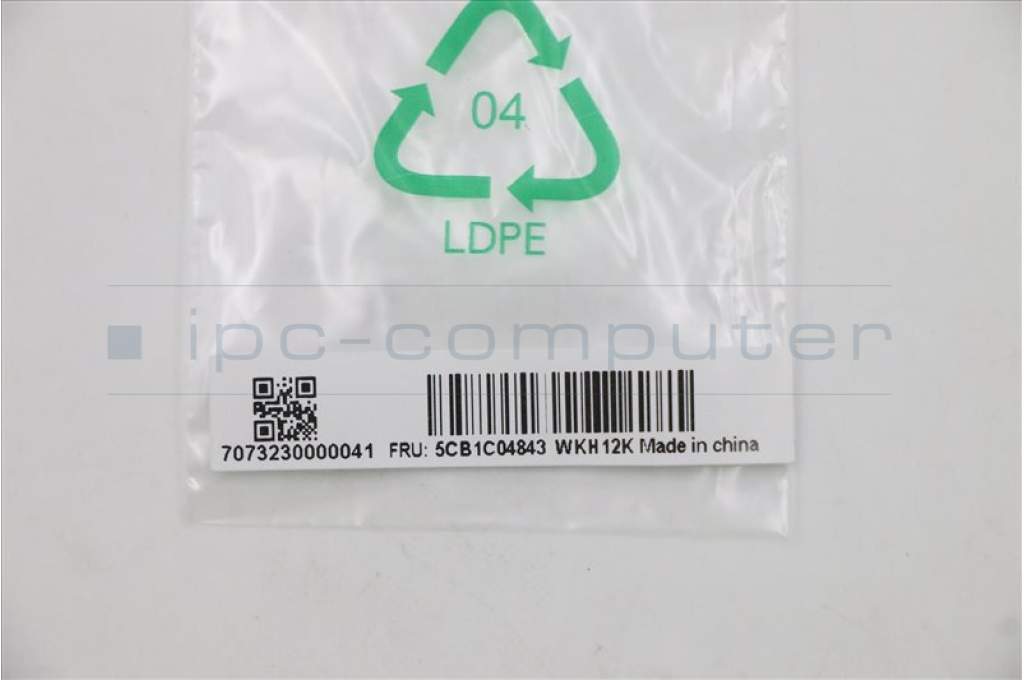 04
LDPE
ipc-computer
7073230000041 FRU: 5CB1C04843 WKH12K Made in china